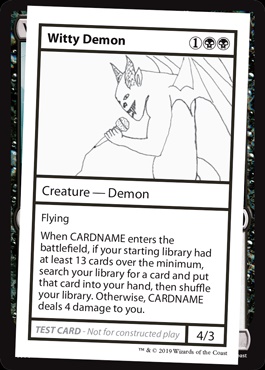 Witty Demon 1
Creature — Demon
Flying
When CARDNAME enters the
battlefield, if your starting library had
at least 13 cards over the minimum,
search your library for a card and put
that card into your hand, then shuffle
your library. Otherwise, CARDNAME
deals 4 damage to you.
TEST CARD - Not for constructed play 4/3
™ & © 2019 Wizards of the Coast